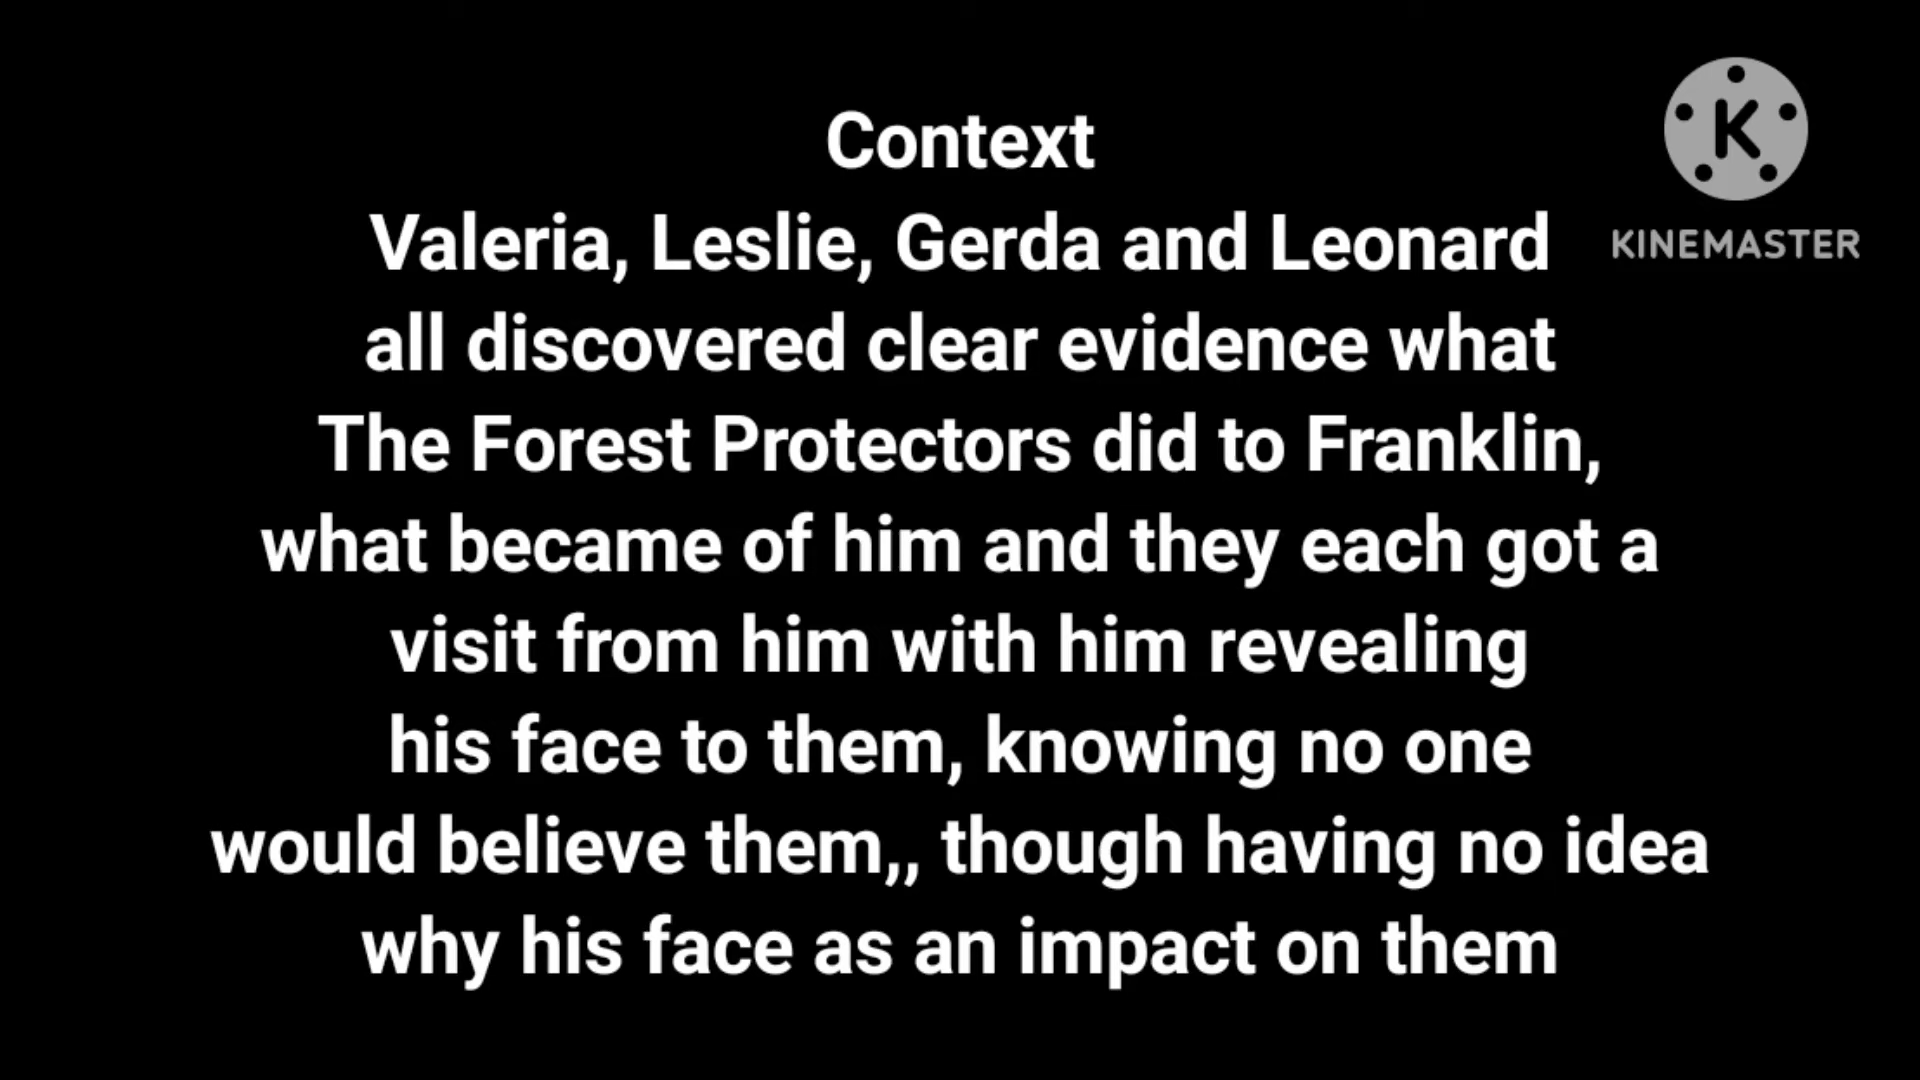 Context
Valeria, Leslie, Gerda and Leonard
all discovered clear evidence what
The Forest Protectors did to Franklin,
what became of him and they each got a
visit from him with him revealing
his face to them, knowing no one
would believe them,, though having no idea
why his face as an impact on them
K
KINEMASTER